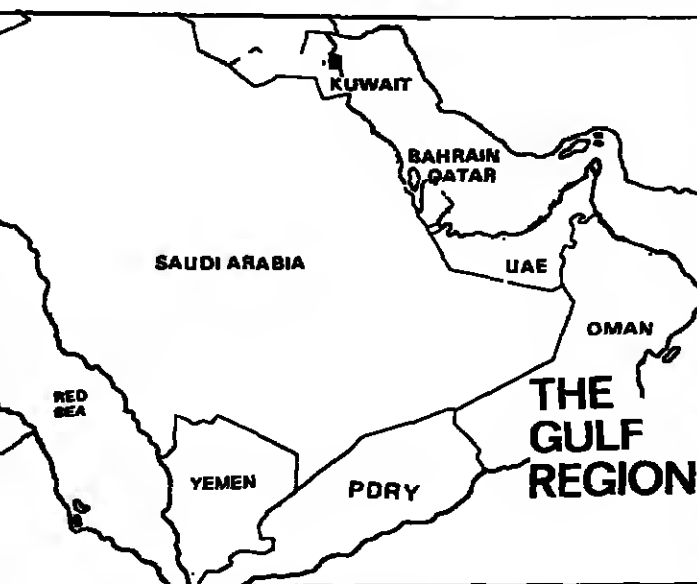 KUWAIT
BAHRAIN
QATAR
SAUDI ARABIA
UAE
OMAN
RED
SEA
YEMEN
PDRY
THE
GULF
REGION